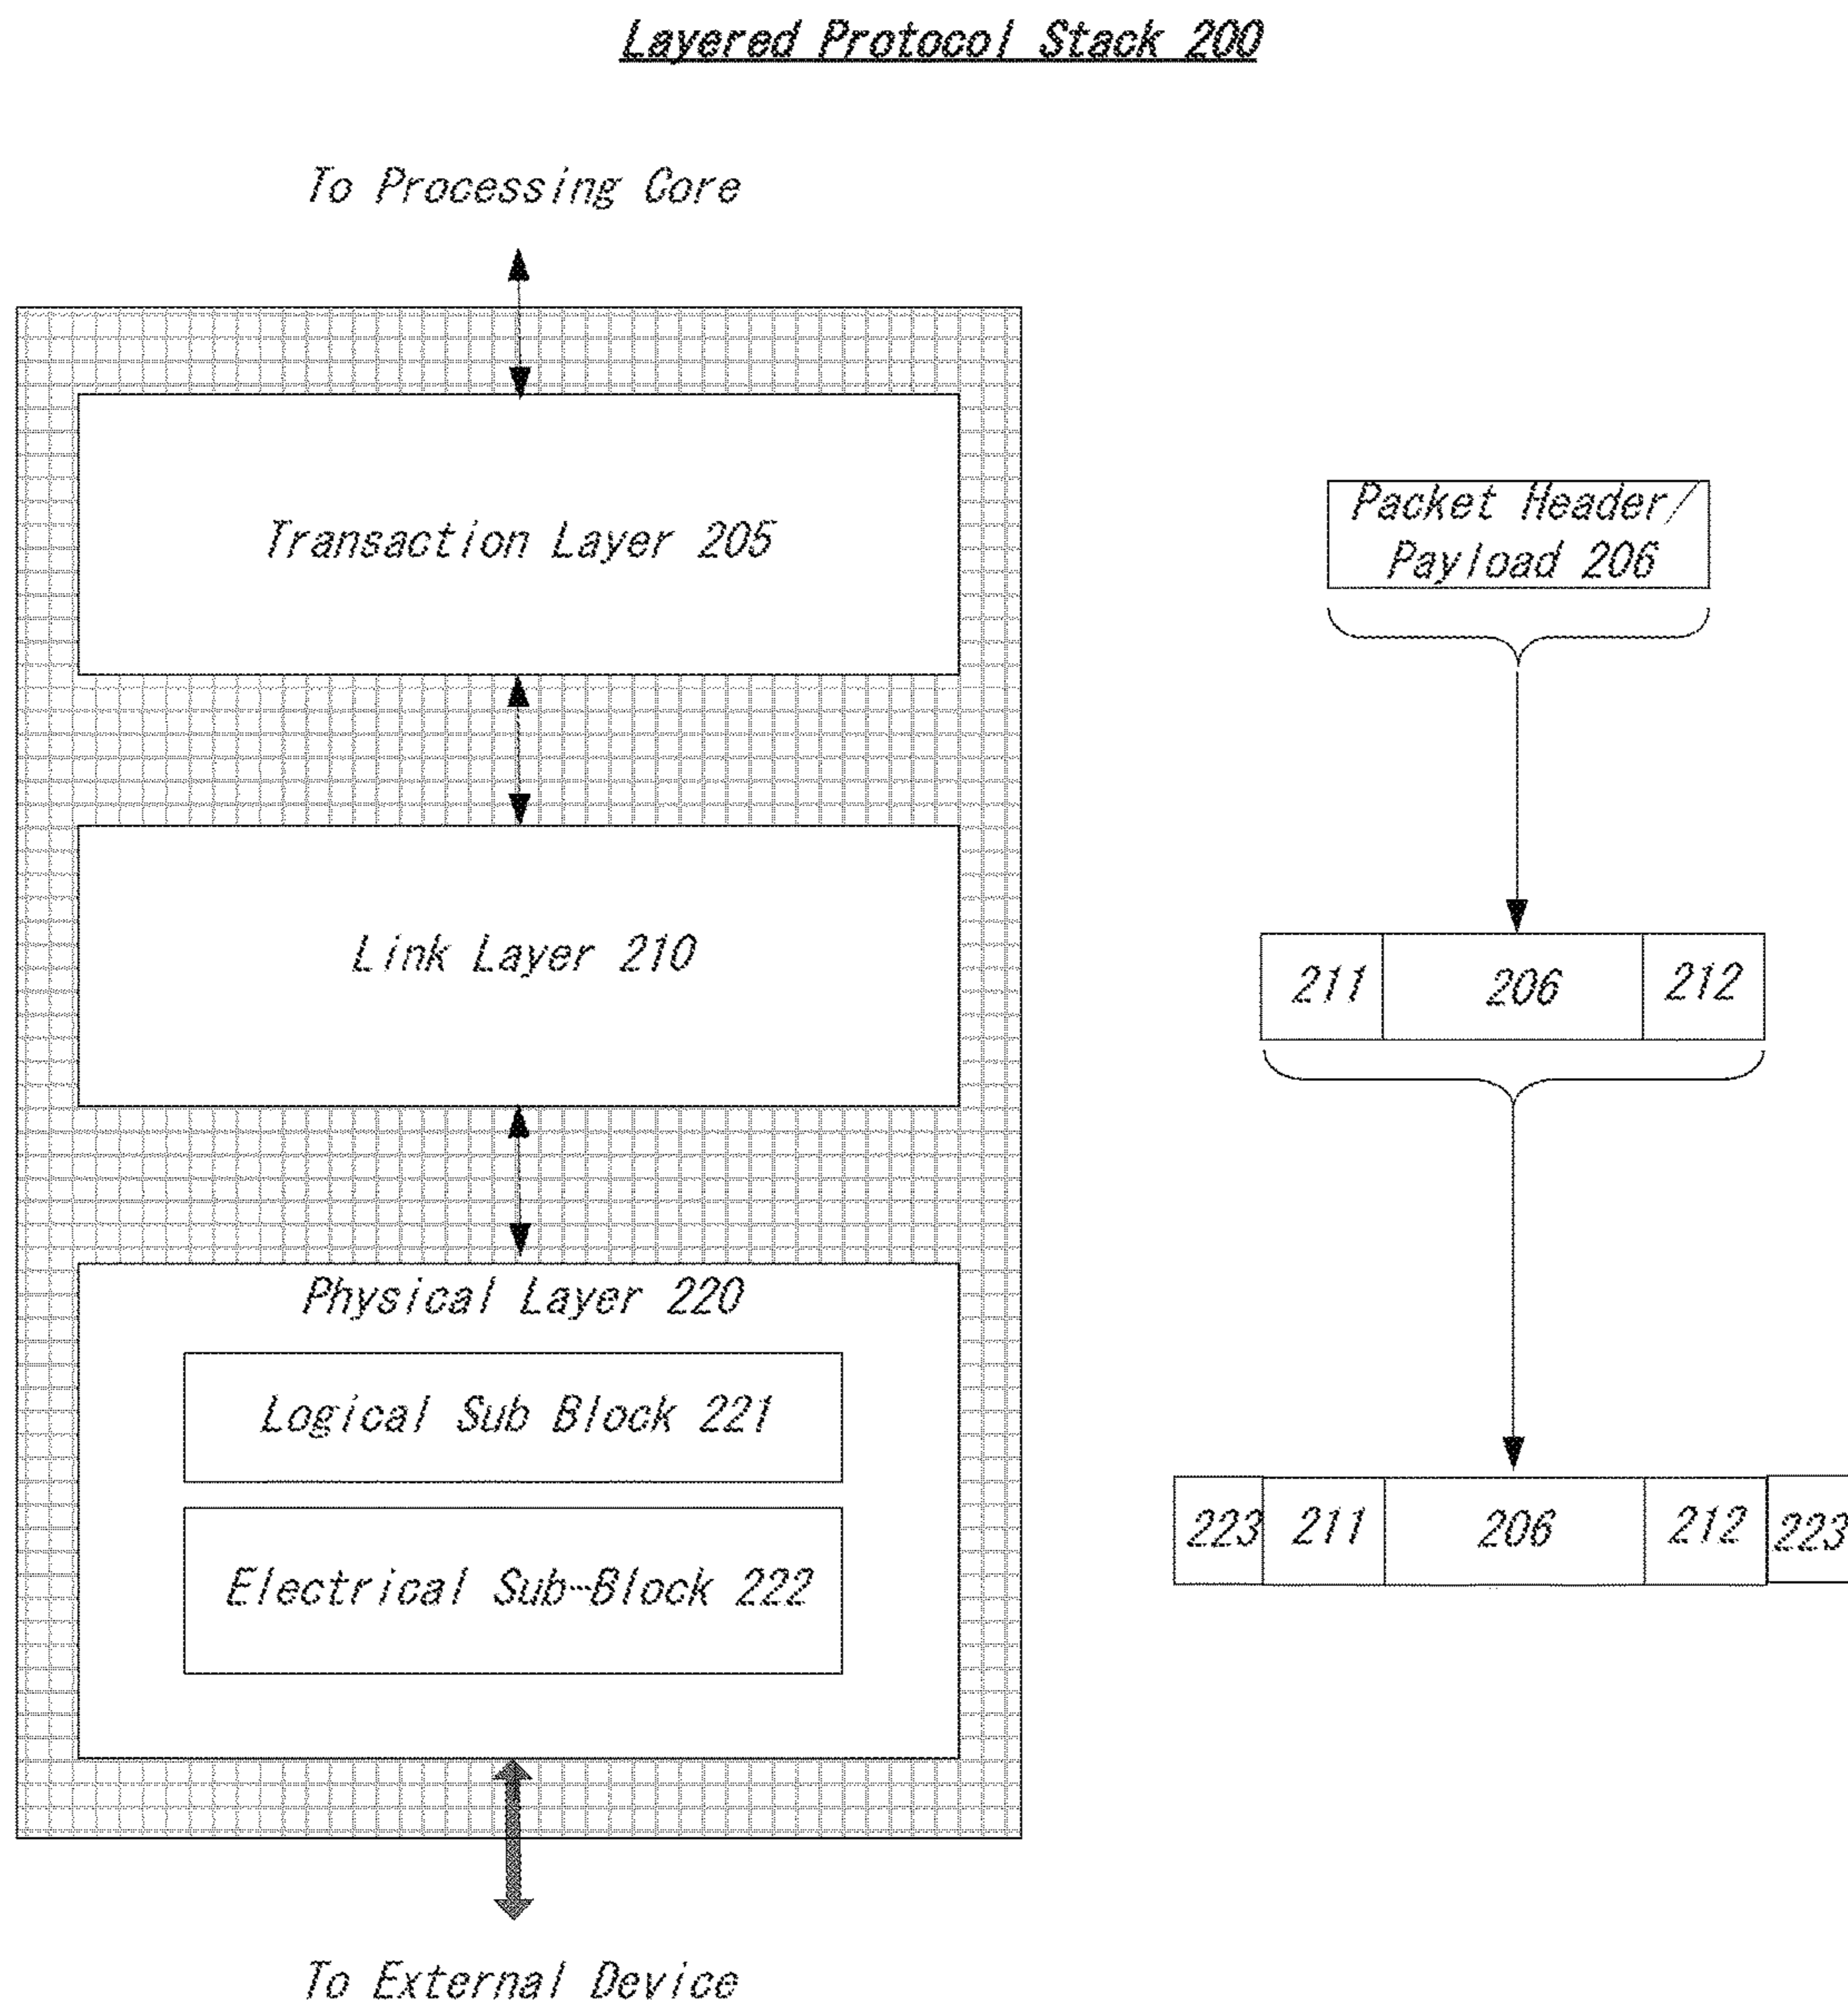 Layered Protocol Stack 200
To Processing Core
Transaction Layer 205
Packet Header/
Payload 206
Link Layer 210
211 206 212
Physical Layer 220
Logical Sub Block 221
Electrical Sub-Block 222
223 211 206 212 223
To External Device